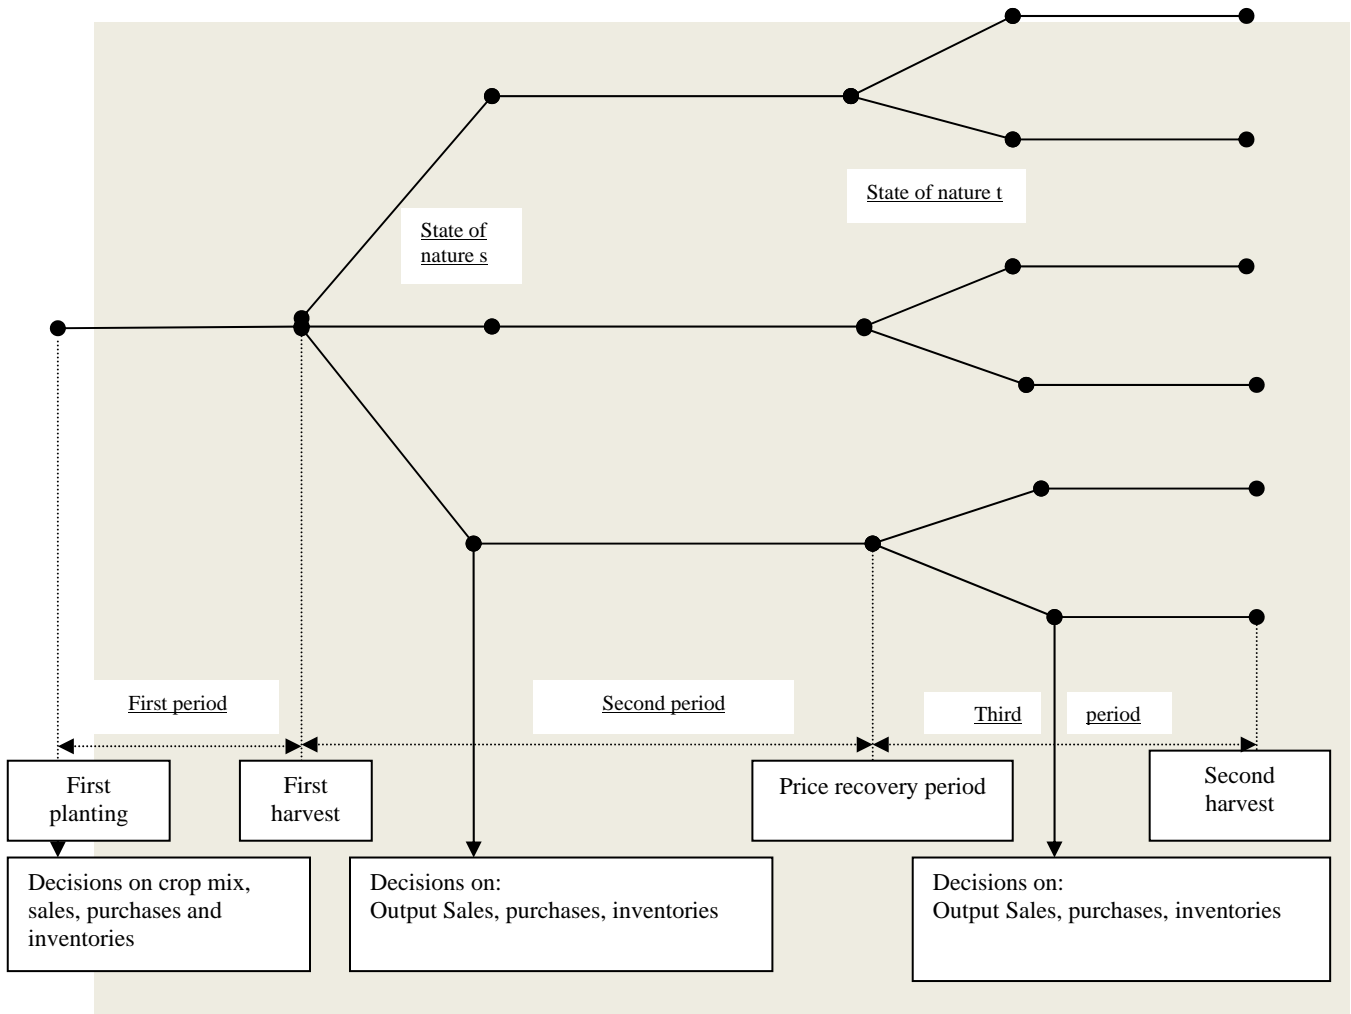 State of nature t
State of
nature s
First period
Second period
Third period
First
planting
First
harvest
Price recovery period
Second
harvest
Decisions on crop mix,
sales, purchases and
inventories
Decisions on:
Output Sales, purchases, inventories
Decisions on:
Output Sales, purchases, inventories